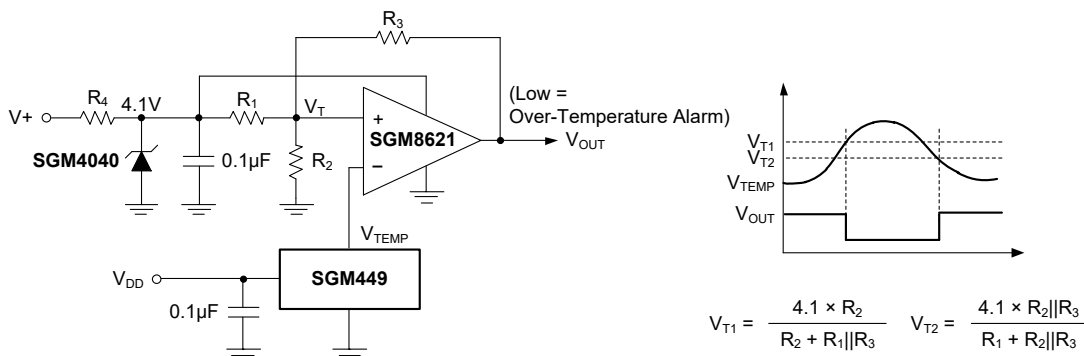 R3
V+
R4
4.1V
R1
VT
SGM4040
0.1μF
R2
+
−
SGM8621
(Low =
Over-Temperature Alarm)
VOUT
VTEMP
VDD
0.1μF
SGM449
VT1
VT2
VTEMP
VOUT
VT1 = 4.1 × R2 / R2 + R1||R3
VT2 = 4.1 × R2||R3 / R1 + R2||R3